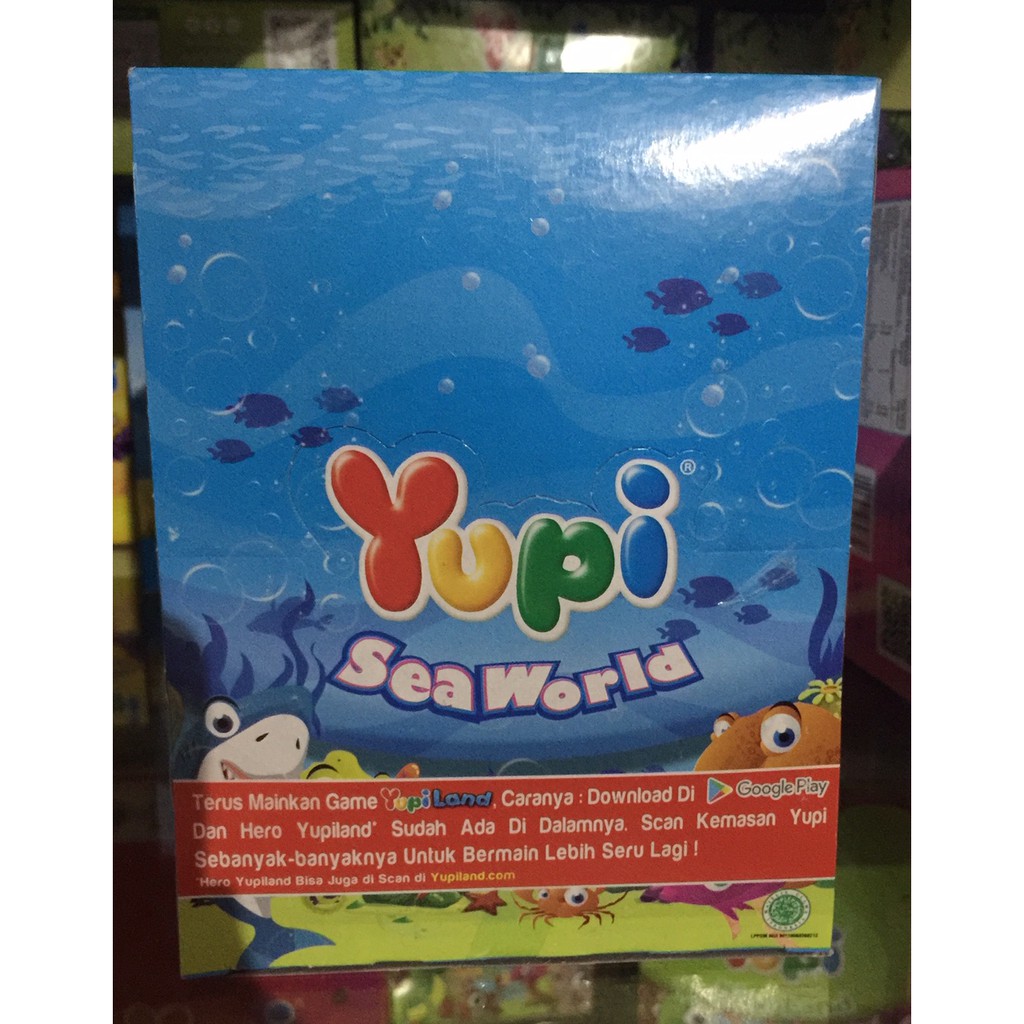 Yupi®
Sea World
Terus Mainkan Game Yupi Land, Caranya : Download Di Google Play
Dan Hero Yupiland* Sudah Ada Di Dalamnya. Scan Kemasan Yupi
Sebanyak-banyaknya Untuk Bermain Lebih Seru Lagi !
*Hero Yupiland Bisa Juga di Scan di Yupiland.com